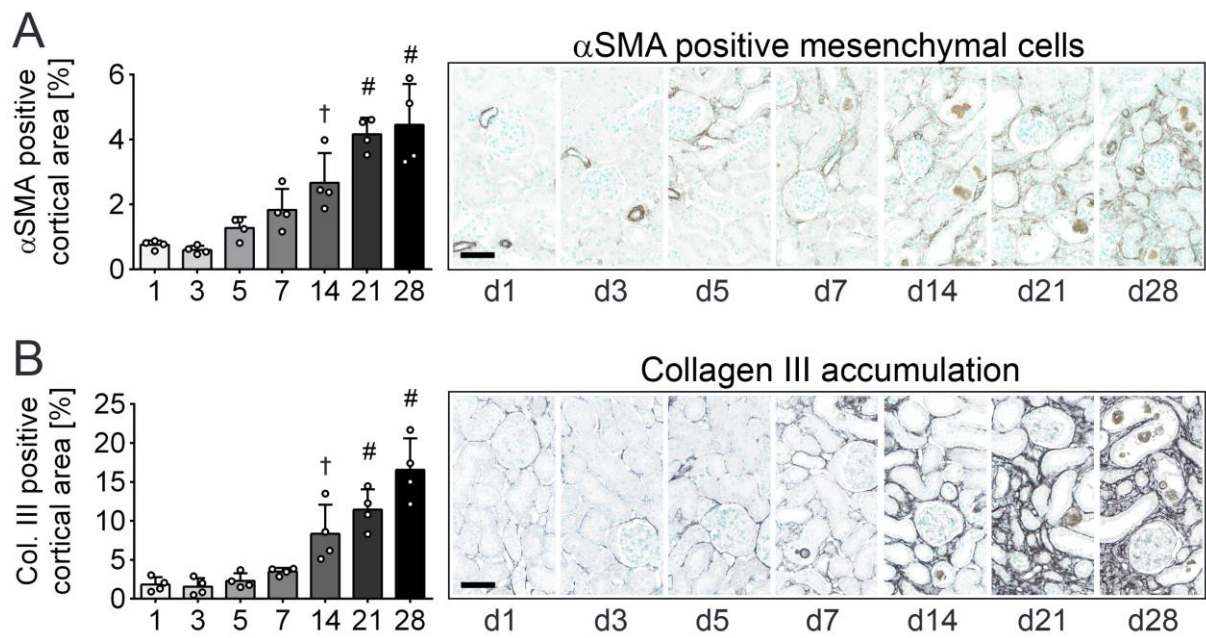 A
αSMA positive
cortical area [%]
6
4
2
0
†
#
#
1 3 5 7 14 21 28
αSMA positive mesenchymal cells
d1 d3 d5 d7 d14 d21 d28
B
Col. III positive
cortical area [%]
25
20
15
10
5
0
†
#
#
1 3 5 7 14 21 28
Collagen III accumulation
d1 d3 d5 d7 d14 d21 d28